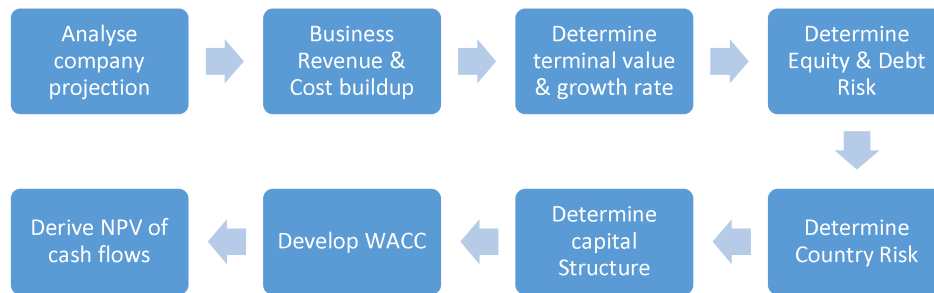 Analyse
company
projection
Business
Revenue &
Cost buildup
Determine
terminal value
& growth rate
Determine
Equity & Debt
Risk
Determine
Country Risk
Determine
capital
Structure
Develop WACC
Derive NPV of
cash flows